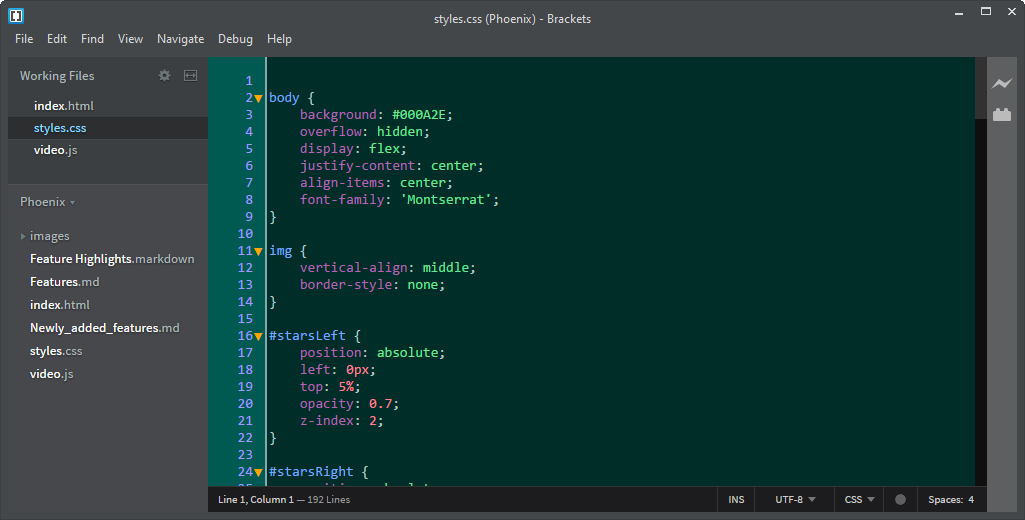 styles.css (Phoenix) - Brackets
File Edit Find View Navigate Debug Help
Working Files
index.html
styles.css
video.js
Phoenix
images
Feature Highlights.markdown
Features.md
index.html
Newly_added_features.md
styles.css
video.js
1
2 body {
3 background: #000A2E;
4 overflow: hidden;
5 display: flex;
6 justify-content: center;
7 align-items: center;
8 font-family: 'Montserrat';
9 }
10
11 img {
12 vertical-align: middle;
13 border-style: none;
14 }
15
16 #starsLeft {
17 position: absolute;
18 left: 0px;
19 top: 5%;
20 opacity: 0.7;
21 z-index: 2;
22 }
23
24 #starsRight {
Line 1, Column 1 — 192 Lines INS UTF-8 CSS Spaces: 4